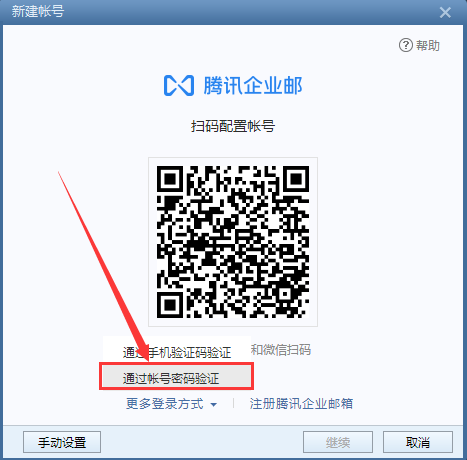 新建帐号
帮助
腾讯企业邮
扫码配置帐号
通过手机验证码验证 和微信扫码
通过帐号密码验证
更多登录方式 注册腾讯企业邮箱
手动设置 继续 取消